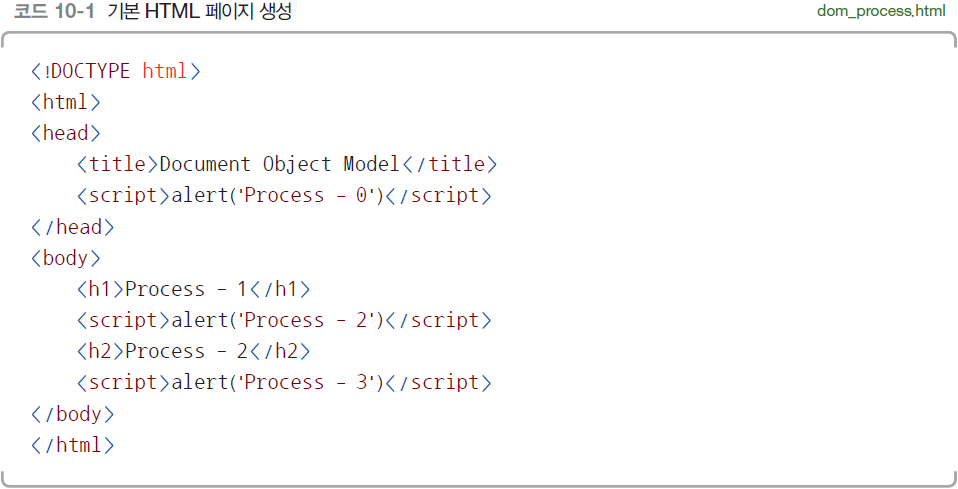 코드 10-1 기본 HTML 페이지 생성
dom_process.html
<!DOCTYPE html>
<html>
<head>
    <title>Document Object Model</title>
    <script>alert('Process - 0')</script>
</head>
<body>
    <h1>Process - 1</h1>
    <script>alert('Process - 2')</script>
    <h2>Process - 2</h2>
    <script>alert('Process - 3')</script>
</body>
</html>